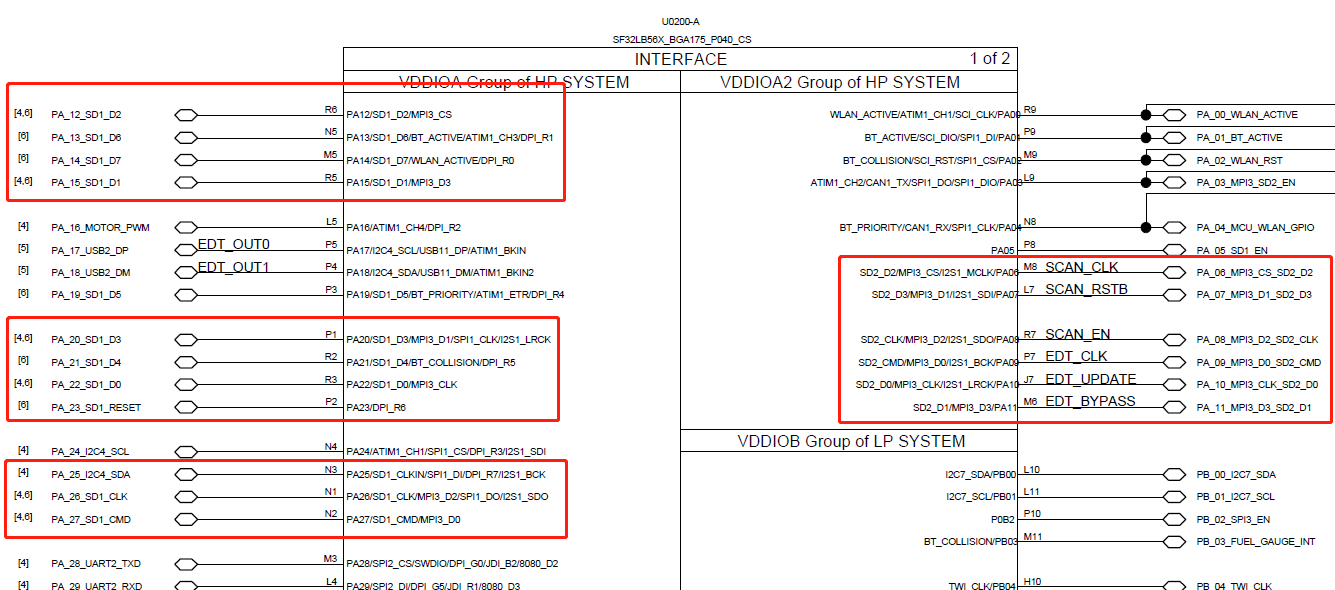 U0200-A
SF32LB56X_BGA175_P040_CS
INTERFACE 1 of 2
VDDIOA Group of HP SYSTEM VDDIOA2 Group of HP SYSTEM
[4,6] PA_12_SD1_D2 R6 PA12/SD1_D2/MPI3_CS
[6] PA_13_SD1_D6 N5 PA13/SD1_D6/BT_ACTIVE/ATIM1_CH3/DPI_R1
[6] PA_14_SD1_D7 M5 PA14/SD1_D7/WLAN_ACTIVE/DPI_R0
[4,6] PA_15_SD1_D1 R5 PA15/SD1_D1/MPI3_D3
[4] PA_16_MOTOR_PWM L5 PA16/ATIM1_CH4/DPI_R2
[5] PA_17_USB2_DP EDT_OUT0 P5 PA17/I2C4_SCL/USB11_DP/ATIM1_BKIN
[5] PA_18_USB2_DM EDT_OUT1 P4 PA18/I2C4_SDA/USB11_DM/ATIM1_BKIN2
[6] PA_19_SD1_D5 P3 PA19/SD1_D5/BT_PRIORITY/ATIM1_ETR/DPI_R4
[4,6] PA_20_SD1_D3 P1 PA20/SD1_D3/MPI3_D1/SPI1_CLK/I2S1_LRCK
[6] PA_21_SD1_D4 R2 PA21/SD1_D4/BT_COLLISION/DPI_R5
[4,6] PA_22_SD1_D0 R3 PA22/SD1_D0/MPI3_CLK
[6] PA_23_SD1_RESET P2 PA23/DPI_R6
[4] PA_24_I2C4_SCL N4 PA24/ATIM1_CH1/SPI1_CS/DPI_R3/I2S1_SDI
[4] PA_25_I2C4_SDA N3 PA25/SD1_CLKIN/SPI1_DI/DPI_R7/I2S1_BCK
[4,6] PA_26_SD1_CLK N1 PA26/SD1_CLK/MPI3_D2/SPI1_DO/I2S1_SDO
[4,6] PA_27_SD1_CMD N2 PA27/SD1_CMD/MPI3_D0
[4] PA_28_UART2_TXD M3 PA28/SPI2_CS/SWDIO/DPI_G0/JDI_B2/8080_D2
[4] PA_29_UART2_RXD L4 PA29/SPI2_DI/DPI_G5/JDI_R1/8080_D3
WLAN_ACTIVE/ATIM1_CH1/SCI_CLK/PA00 R9 PA_00_WLAN_ACTIVE
BT_ACTIVE/SCI_DIO/SPI1_DI/PA01 P9 PA_01_BT_ACTIVE
BT_COLLISION/SCI_RST/SPI1_CS/PA02 M9 PA_02_WLAN_RST
ATIM1_CH2/CAN1_TX/SPI1_DO/SPI1_DIO/PA03 L9 PA_03_MPI3_SD2_EN
BT_PRIORITY/CAN1_RX/SPI1_CLK/PA04 N8 PA_04_MCU_WLAN_GPIO
PA05 P8 PA_05_SD1_EN
SD2_D2/MPI3_CS/I2S1_MCLK/PA06 M8 SCAN_CLK PA_06_MPI3_CS_SD2_D2
SD2_D3/MPI3_D1/I2S1_SDI/PA07 L7 SCAN_RSTB PA_07_MPI3_D1_SD2_D3
SD2_CLK/MPI3_D2/I2S1_SDO/PA08 R7 SCAN_EN PA_08_MPI3_D2_SD2_CLK
SD2_CMD/MPI3_D0/I2S1_BCK/PA09 P7 EDT_CLK PA_09_MPI3_D0_SD2_CMD
SD2_D0/MPI3_CLK/I2S1_LRCK/PA10 J7 EDT_UPDATE PA_10_MPI3_CLK_SD2_D0
SD2_D1/MPI3_D3/PA11 M6 EDT_BYPASS PA_11_MPI3_D3_SD2_D1
VDDIOB Group of LP SYSTEM
I2C7_SDA/PB00 L10 PB_00_I2C7_SDA
I2C7_SCL/PB01 L11 PB_01_I2C7_SCL
P0B2 P10 PB_02_SPI3_EN
BT_COLLISION/PB03 M11 PB_03_FUEL_GAUGE_INT
TWI_CLK/PB04 H10 PB_04_TWI_CLK